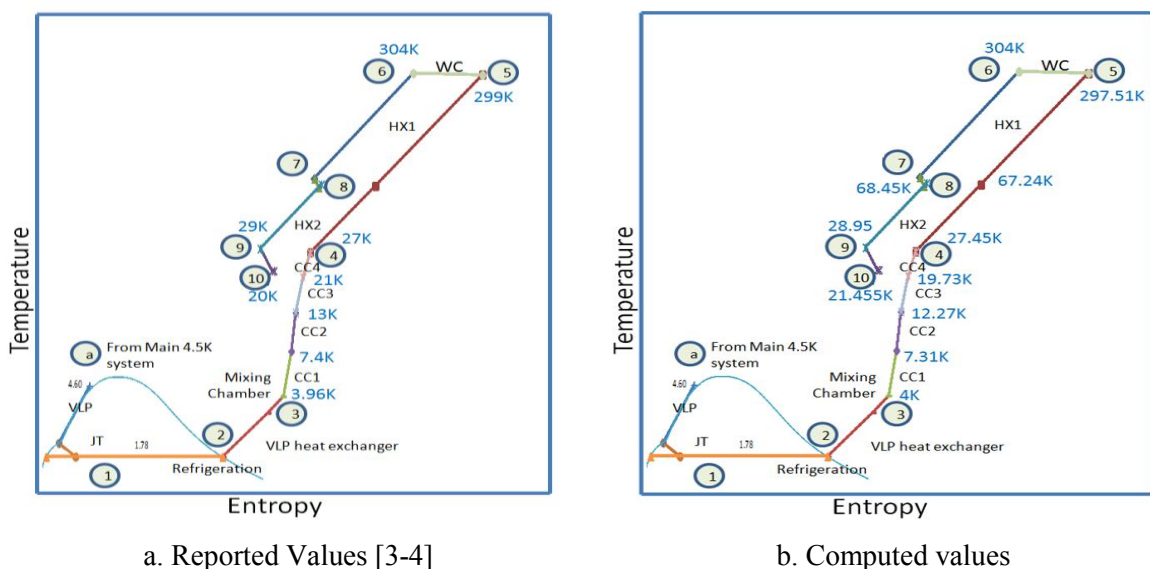 304K
6
WC
5
299K
HX1
7
8
29K
HX2
9
27K
4
10
CC4
21K
20K
CC3
13K
CC2
a
From Main 4.5K
system
7.4K
4.60
Mixing
Chamber
CC1
3.96K
VLP
3
2
JT
1.78
VLP heat exchanger
1
Refrigeration
Temperature
Entropy
a. Reported Values [3-4]
304K
6
WC
5
297.51K
HX1
7
8
68.45K
67.24K
28.95
HX2
9
27.45K
4
10
CC4
19.73K
21.455K
CC3
12.27K
CC2
a
From Main 4.5K
system
7.31K
4.60
Mixing
Chamber
CC1
4K
VLP
3
2
JT
1.78
VLP heat exchanger
1
Refrigeration
Temperature
Entropy
b. Computed values